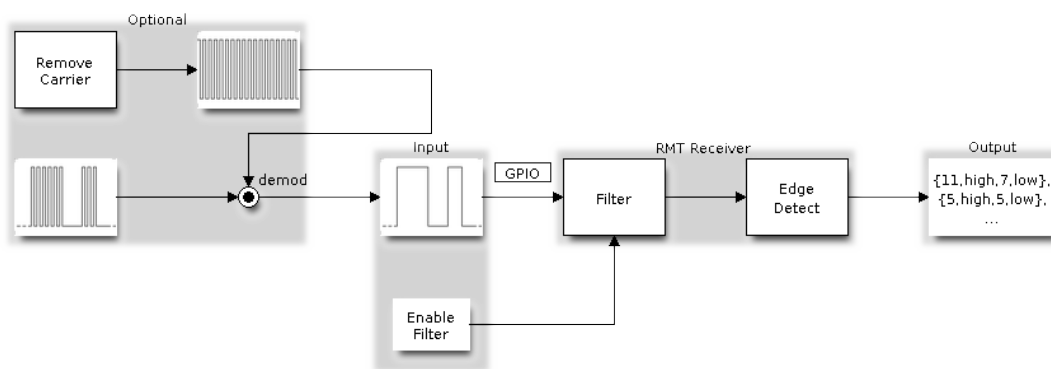 Optional
Remove
Carrier
demod
Input
GPIO
Enable
Filter
RMT Receiver
Filter
Edge
Detect
Output
{11,high,7,low},
{5,high,5,low},
...